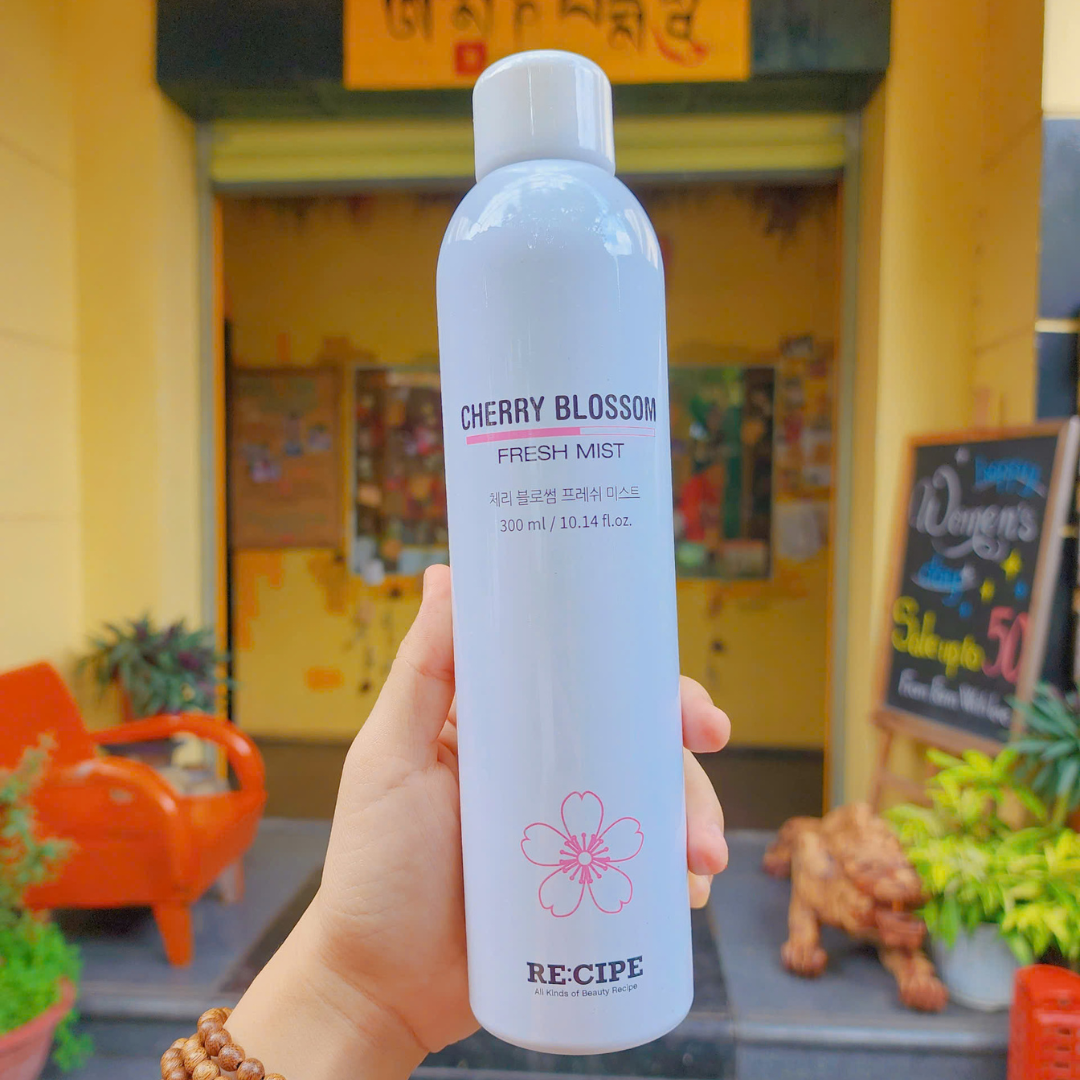 CHERRY BLOSSOM
FRESH MIST
체리 블로썸 프레쉬 미스트
300 ml / 10.14 fl.oz.
RE:CIPE
All Kinds of Beauty Recipe
happy
Women's
day
Sale up to 50